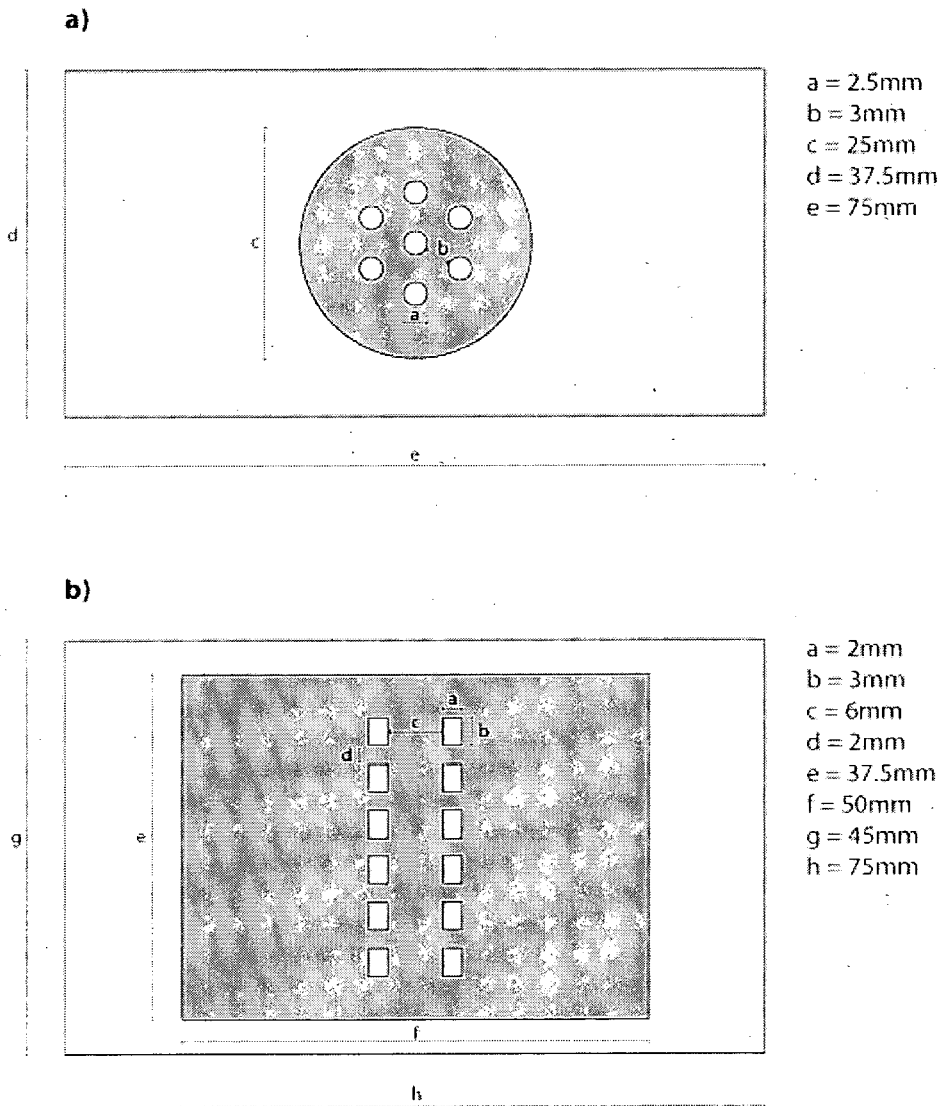 a)
a = 2.5mm
b = 3mm
c = 25mm
d = 37.5mm
e = 75mm
d
c
b
a
e
b)
a = 2mm
b = 3mm
c = 6mm
d = 2mm
e = 37.5mm
f = 50mm
g = 45mm
h = 75mm
a
c
b
d
g
e
f
h